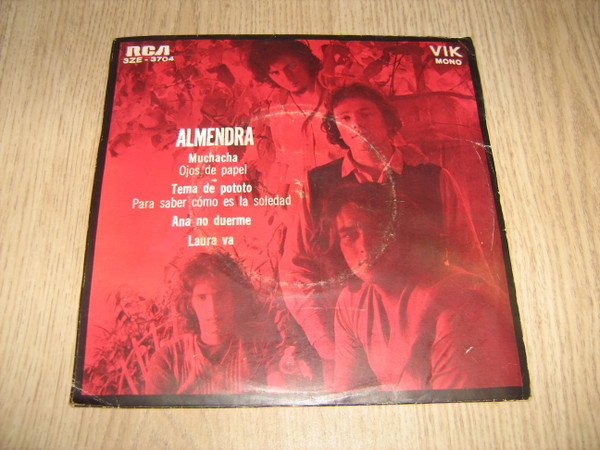 RCA
3ZE - 3704
VIK
MONO
ALMENDRA
Muchacha
Ojos de papel
Tema de pototo
Para saber cómo es la soledad
Ana no duerme
Laura va